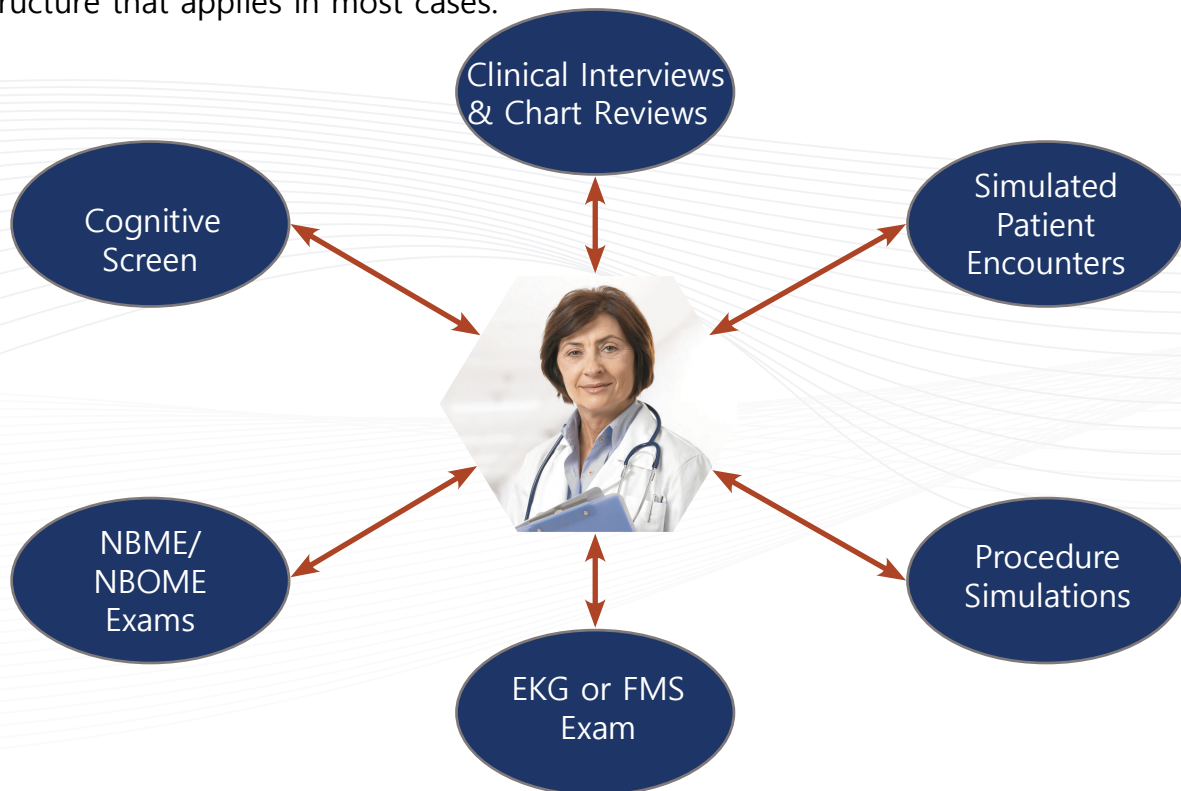 ructure that applies in most cases.
Clinical Interviews
& Chart Reviews
Simulated
Patient
Encounters
Cognitive
Screen
NBME/
NBOME
Exams
Procedure
Simulations
EKG or FMS
Exam